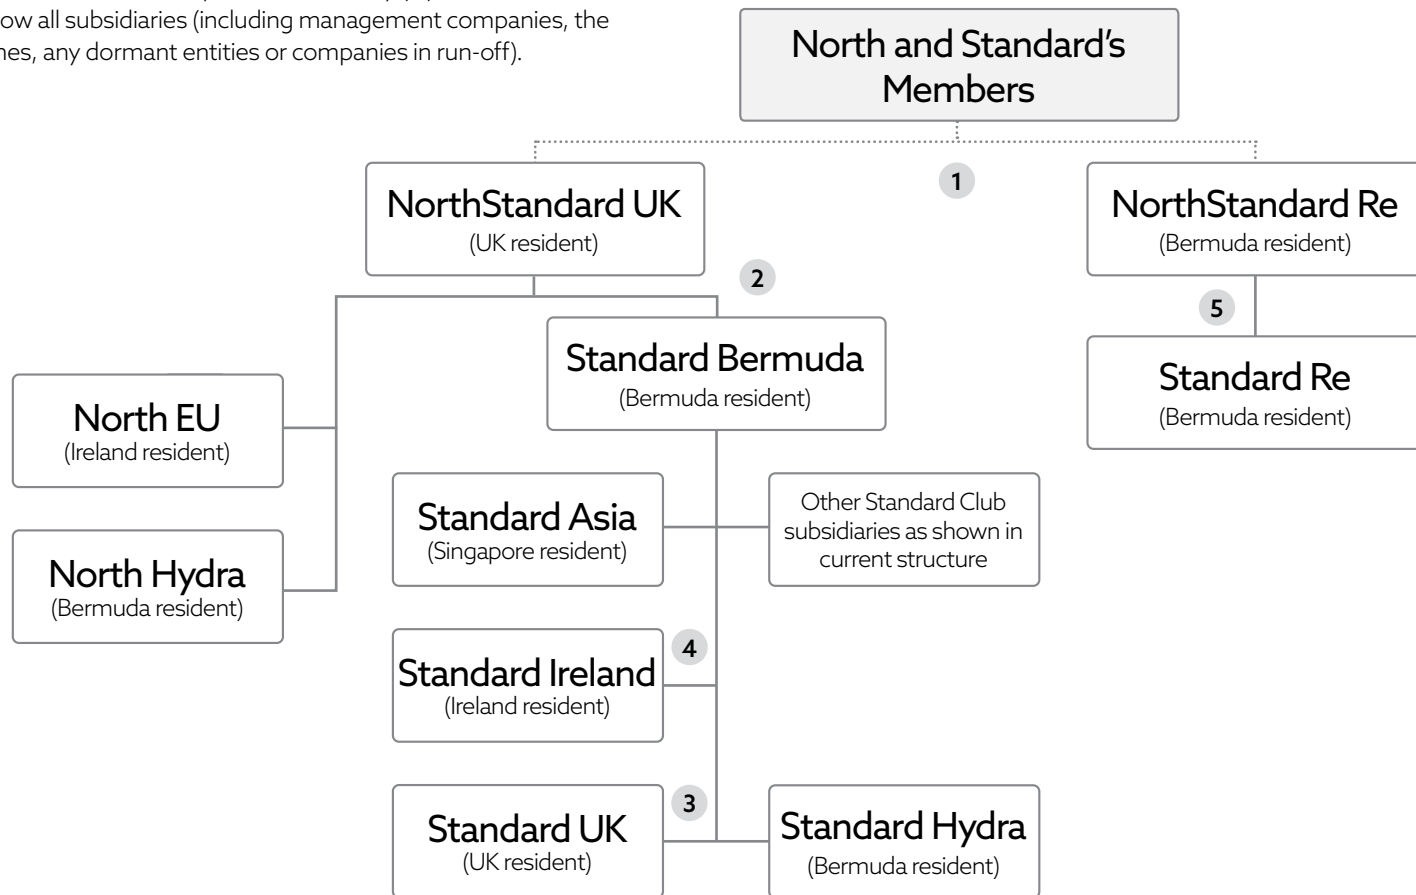 ow all subsidiaries (including management companies, the
nes, any dormant entities or companies in run-off).
North and Standard's
Members
1
NorthStandard UK
(UK resident)
NorthStandard Re
(Bermuda resident)
2
5
Standard Bermuda
(Bermuda resident)
Standard Re
(Bermuda resident)
North EU
(Ireland resident)
Standard Asia
(Singapore resident)
Other Standard Club
subsidiaries as shown in
current structure
North Hydra
(Bermuda resident)
4
Standard Ireland
(Ireland resident)
3
Standard UK
(UK resident)
Standard Hydra
(Bermuda resident)